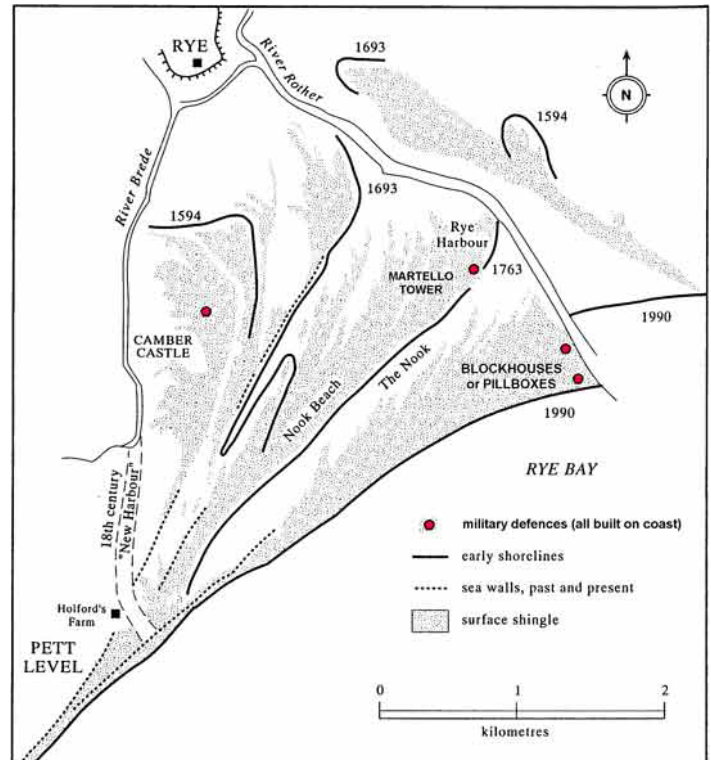 RYE
River Rother
1693
N
1594
River Brede
1693
1594
Rye
Harbour
MARTELLO
TOWER
1763
CAMBER
CASTLE
1990
The Nook
BLOCKHOUSES
or PILLBOXES
Nook Beach
1990
RYE BAY
18th century
"New Harbour"
military defences (all built on coast)
early shorelines
sea walls, past and present
Holford's
Farm
surface shingle
PETT
LEVEL
0 1 2
kilometres